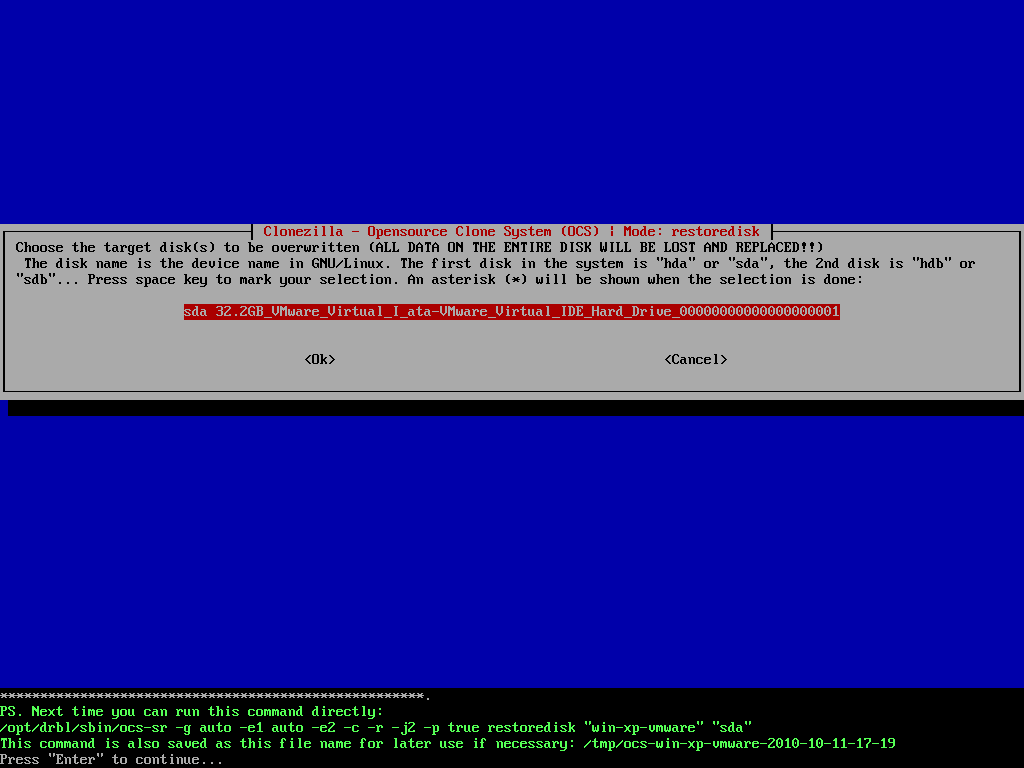 Clonezilla - Opensource Clone System (OCS) | Mode: restoredisk
Choose the target disk(s) to be overwritten (ALL DATA ON THE ENTIRE DISK WILL BE LOST AND REPLACED!!)
The disk name is the device name in GNU/Linux. The first disk in the system is "hda" or "sda", the 2nd disk is "hdb" or
"sdb"... Press space key to mark your selection. An asterisk (*) will be shown when the selection is done:
sda 32.2GB_VMware_Virtual_I_ata-VMware_Virtual_IDE_Hard_Drive_00000000000000000001
<Ok> <Cancel>
*****************************************************.
PS. Next time you can run this command directly:
/opt/drbl/sbin/ocs-sr -g auto -e1 auto -e2 -c -r -j2 -p true restoredisk "win-xp-vmware" "sda"
This command is also saved as this file name for later use if necessary: /tmp/ocs-win-xp-vmware-2010-10-11-17-19
Press "Enter" to continue...